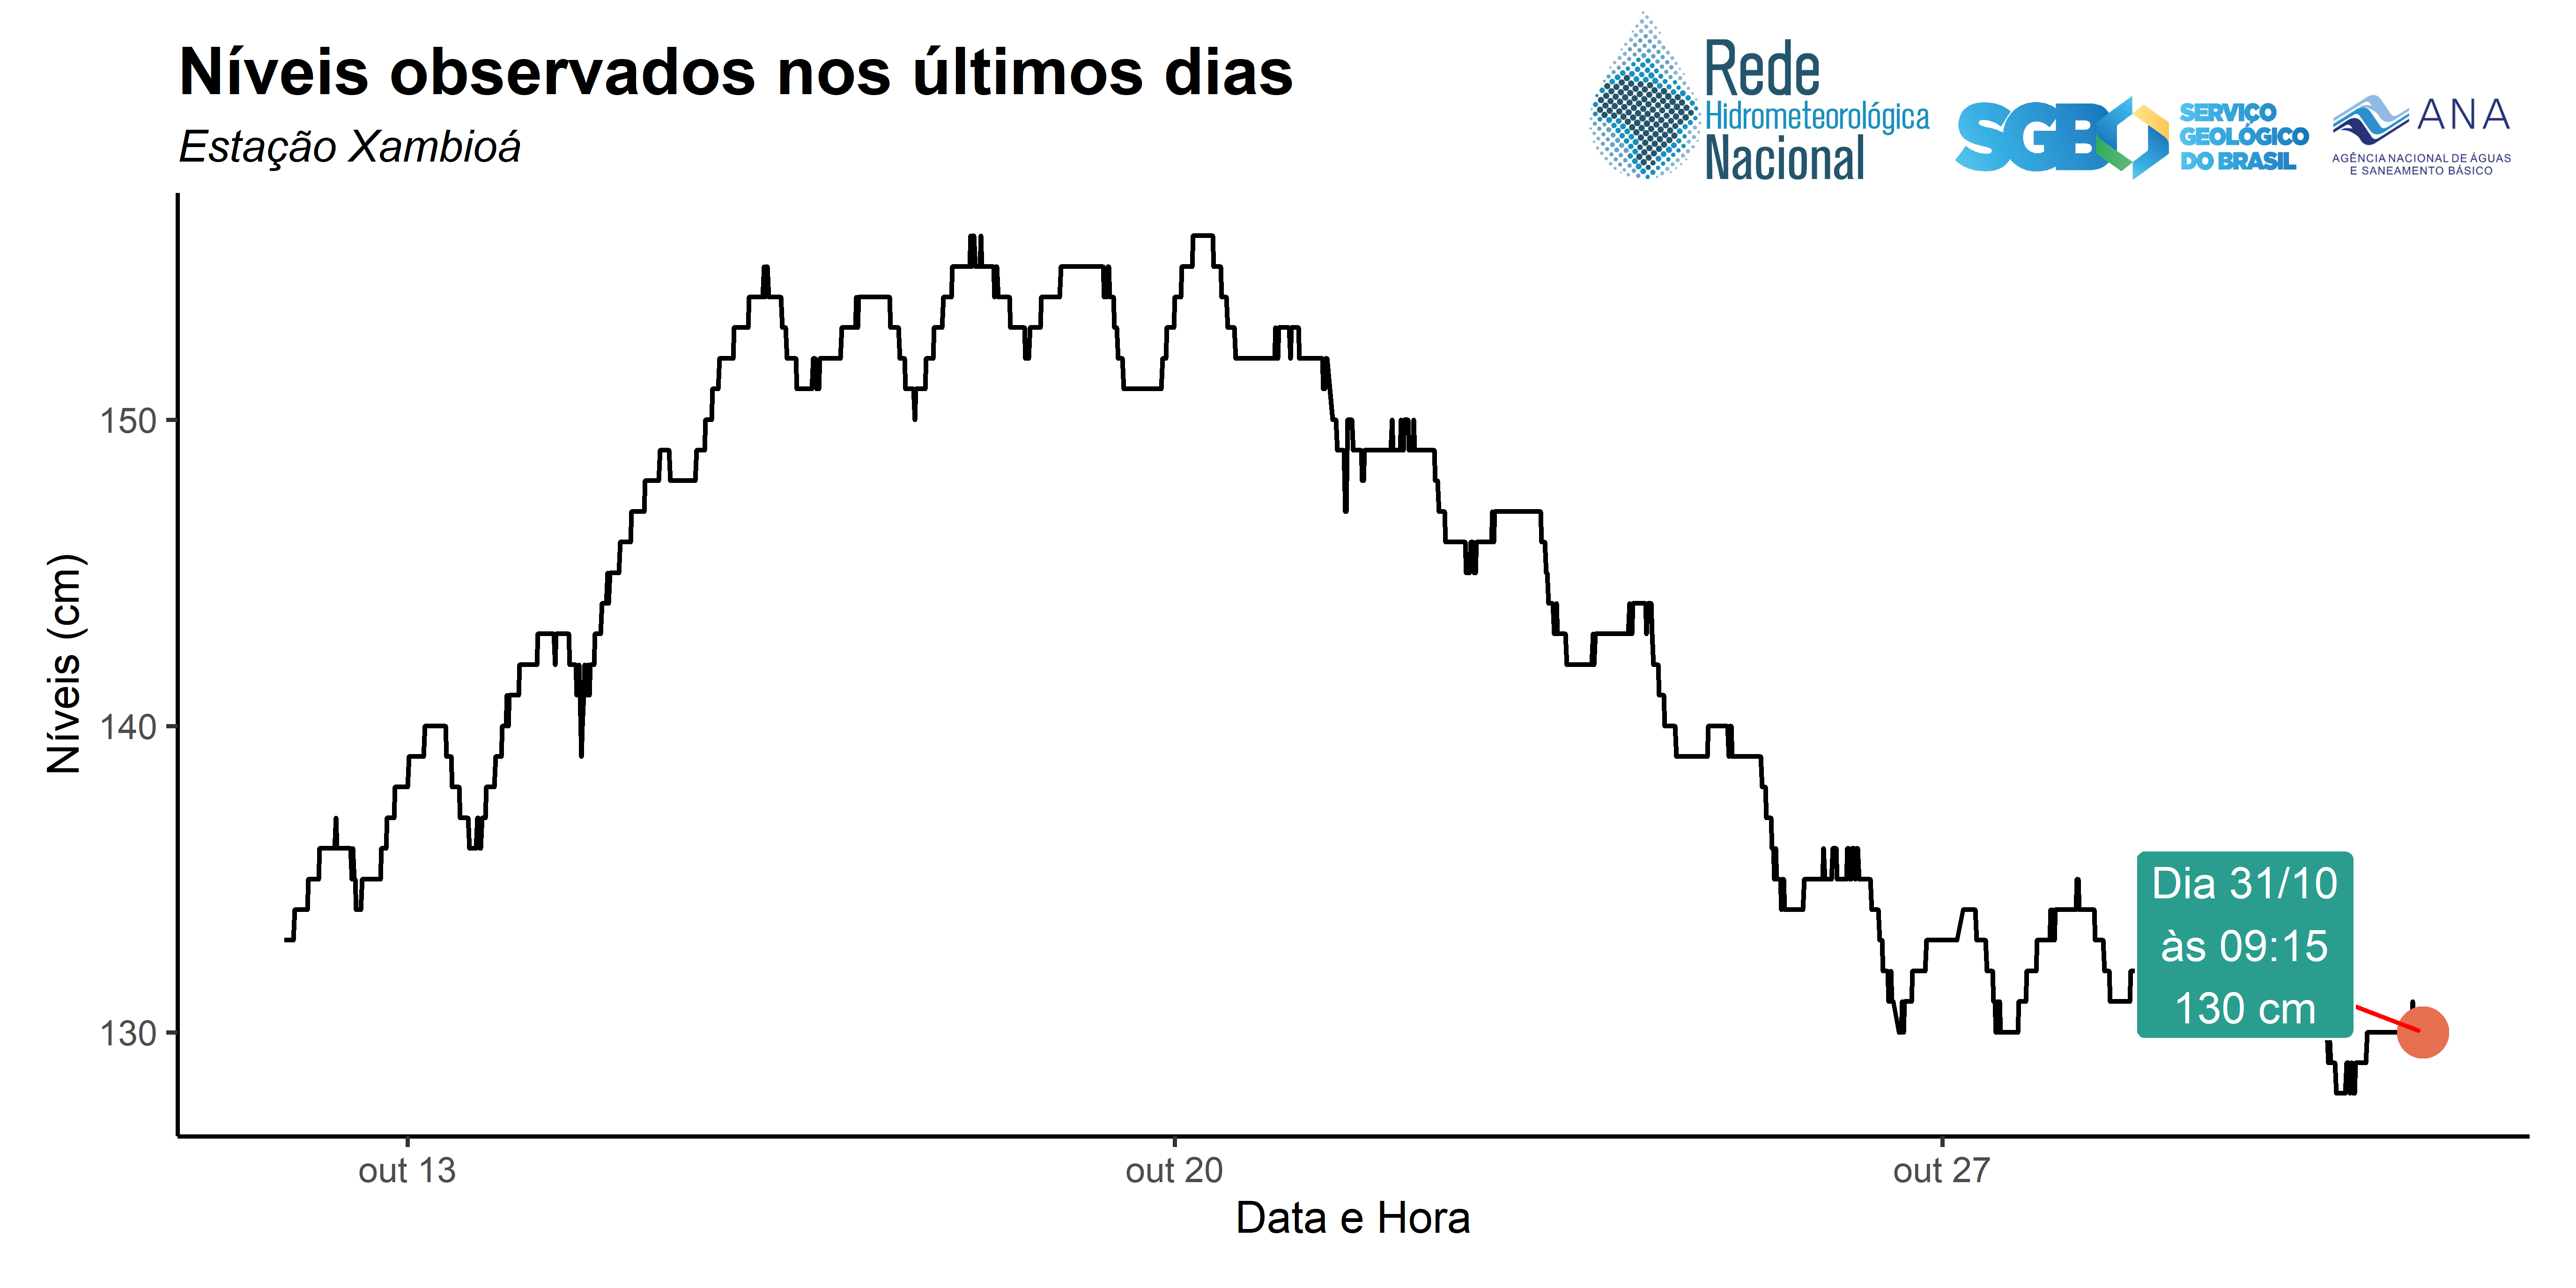 Níveis observados nos últimos dias
Estação Xambioá
Rede
Hidrometeorológica
Nacional
SGB
SERVIÇO
GEOLÓGICO
DO BRASIL
ANA
AGÊNCIA NACIONAL DE ÁGUAS
E SANEAMENTO BÁSICO
Níveis (cm)
150
140
130
Dia 31/10
às 09:15
130 cm
out 13
out 20
out 27
Data e Hora